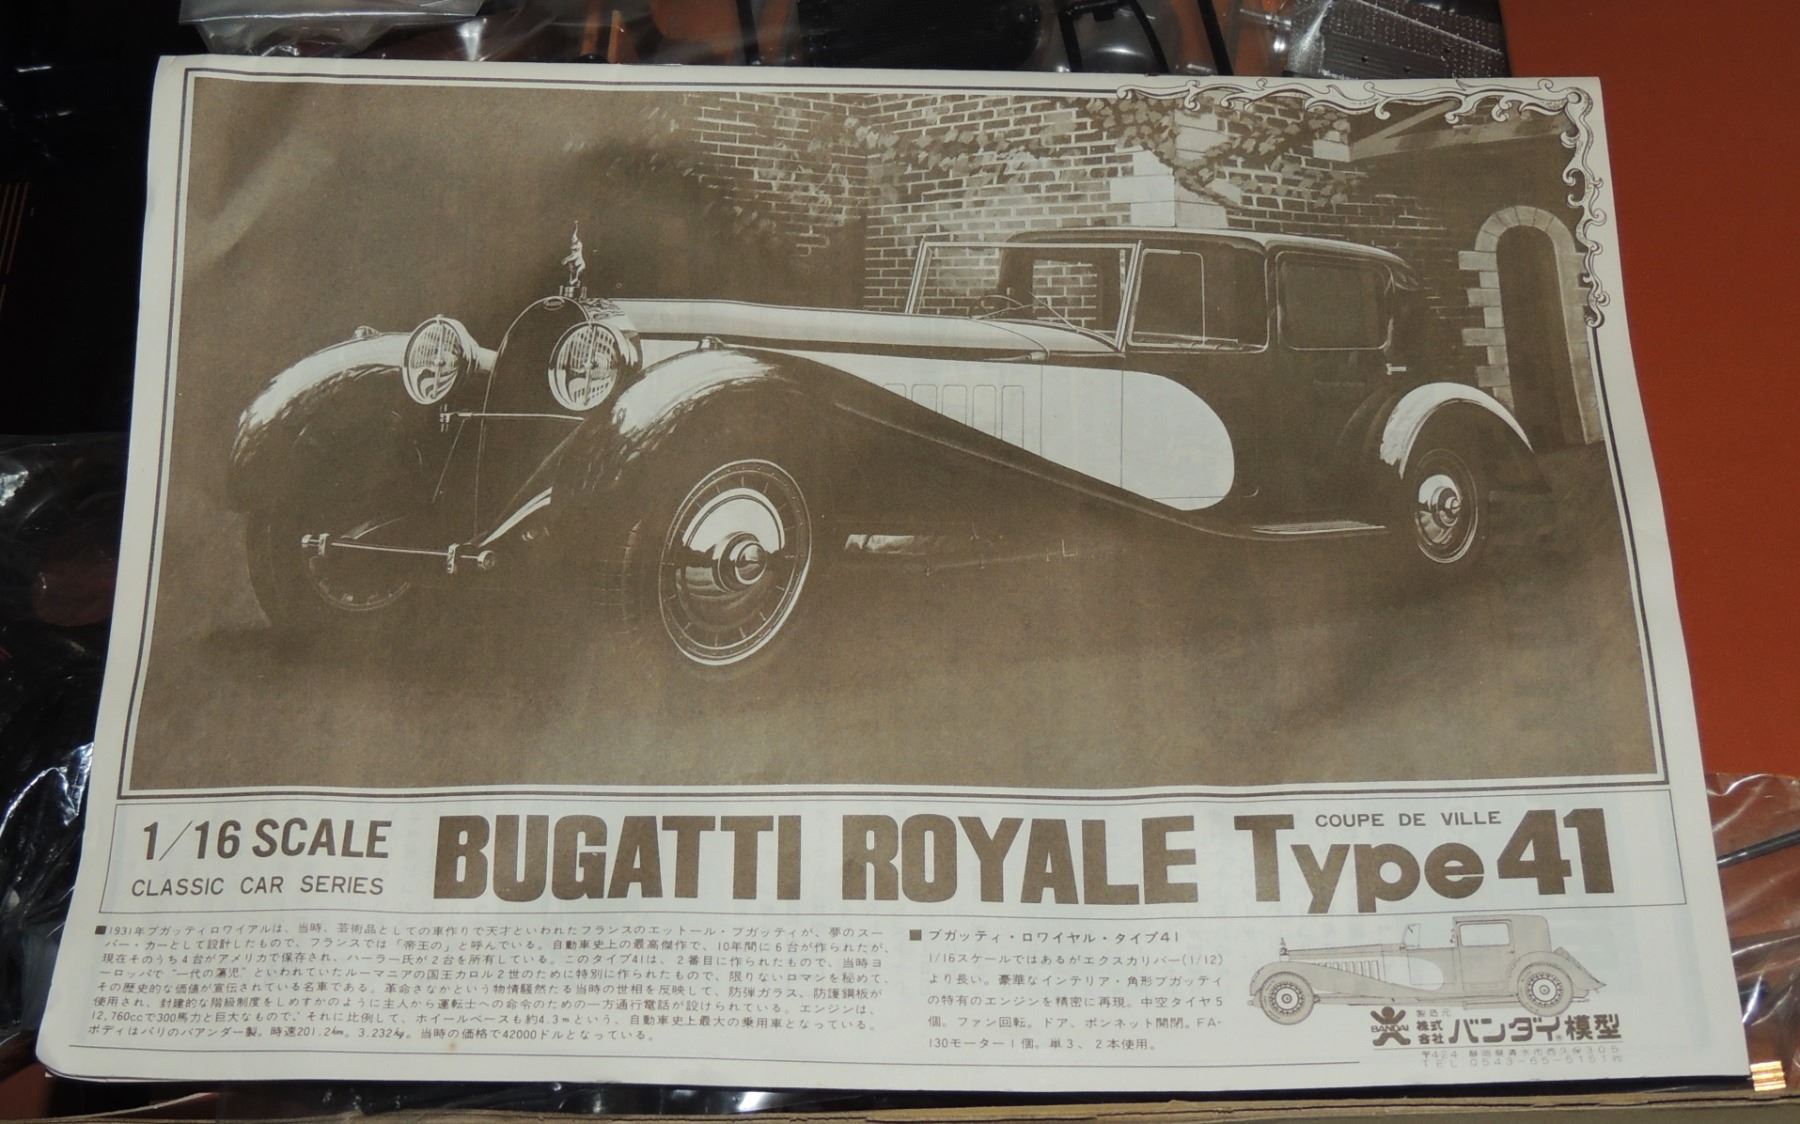 1/16 SCALE
CLASSIC CAR SERIES
BUGATTI ROYALE Type 41
COUPE DE VILLE
■1931年ブガッティロワイアルは、当時、芸術品としての車作りで天才といわれたフランスのエットール・ブガッティが、夢のスー
パー・カーとして設計したもので、フランスでは「帝王の」と呼んでいる。自動車史上の最高傑作で、10年間に6台が作られたが、
現在そのうち4台がアメリカで保存され、ハーラー氏が2台を所有している。このタイプ41は、2番目に作られたもので、当時ヨ
ーロッパで“一代の蕩児”といわれていたルーマニアの国王カロル2世のために特別に作られたもので、限りないロマンを秘めて、
その歴史的な価値が宣伝されている名車である。革命さなかという物情騒然たる当時の世相を反映して、防弾ガラス、防護鋼板が
使用され、封建的な階級制度をしめすかのように主人から運転士への命令のための一方通行電話が設けられている。エンジンは、
12,760ccで300馬力と巨大なもので、それに比例して、ホイールベースも約4.3mという、自動車史上最大の乗用車となっている。
ボディはパリのバアンダー製。時速201.2km。3.232kg。当時の価格で42000ドルとなっている。
■ブガッティ・ロワイヤル・タイプ41
1/16スケールではあるがエクスカリバー(1/12)
より長い。豪華なインテリア・角形ブガッティ
の特有のエンジンを精密に再現。中空タイヤ5
個。ファン回転。ドア、ボンネット開閉。FA-
130モーター1個。単3、2本使用。
製造元
BANDAI 株式会社 バンダイ模型
〒424 静岡県清水市西久保305
TEL 0543-65-5151㈹